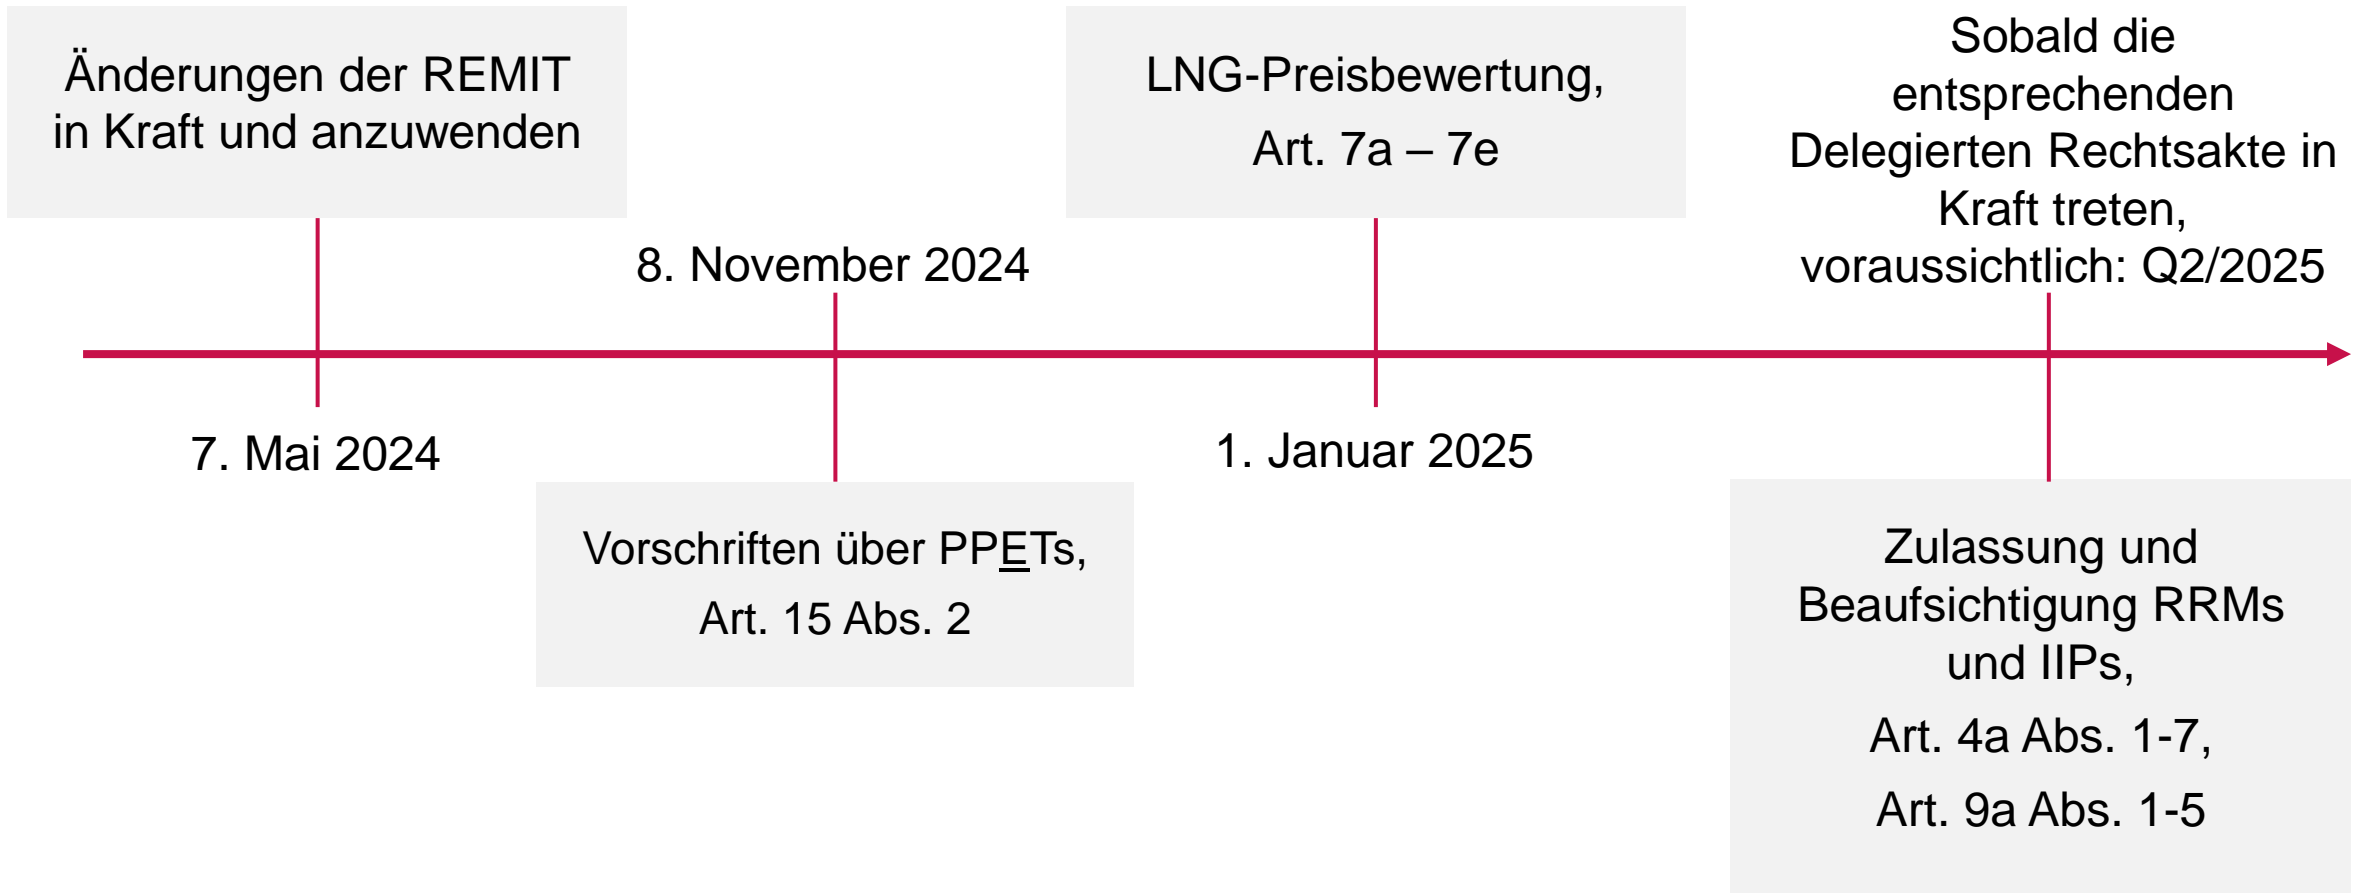 Änderungen der REMIT
in Kraft und anzuwenden
7. Mai 2024
8. November 2024
Vorschriften über PPETs,
Art. 15 Abs. 2
LNG-Preisbewertung,
Art. 7a – 7e
1. Januar 2025
Sobald die
entsprechenden
Delegierten Rechtsakte in
Kraft treten,
voraussichtlich: Q2/2025
Zulassung und
Beaufsichtigung RRMs
und IIPs,
Art. 4a Abs. 1-7,
Art. 9a Abs. 1-5